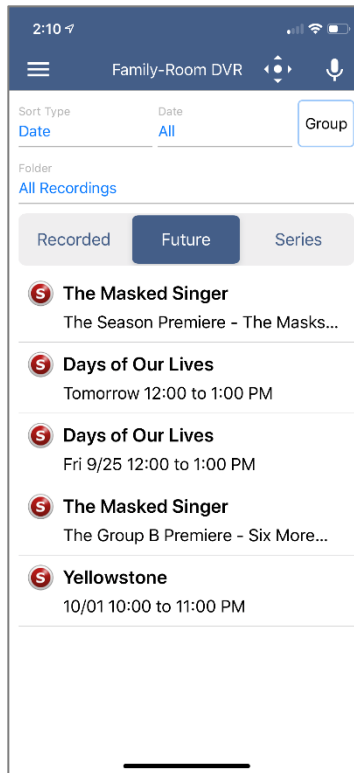 2:10
Family-Room DVR
Sort Type
Date
Date
All
Group
Folder
All Recordings
Recorded
Future
Series
S The Masked Singer
The Season Premiere - The Masks...
S Days of Our Lives
Tomorrow 12:00 to 1:00 PM
S Days of Our Lives
Fri 9/25 12:00 to 1:00 PM
S The Masked Singer
The Group B Premiere - Six More...
S Yellowstone
10/01 10:00 to 11:00 PM